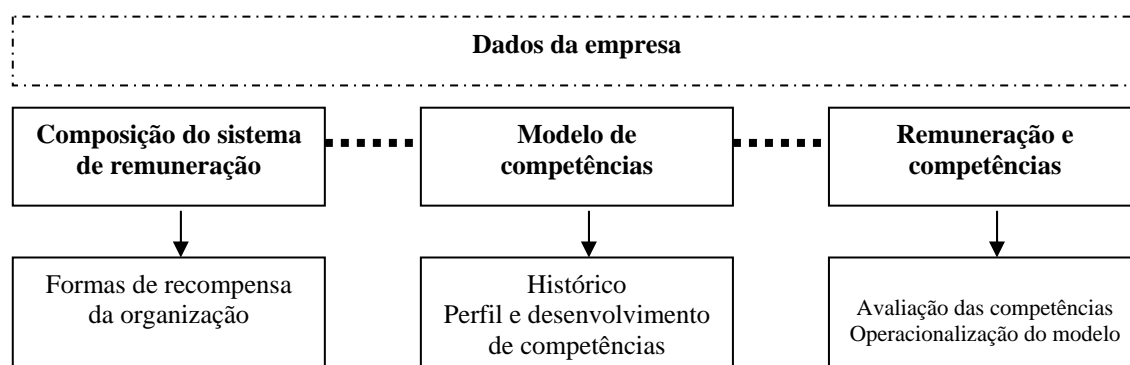 Dados da empresa
Composição do sistema
de remuneração
Modelo de
competências
Remuneração e
competências
Formas de recompensa
da organização
Histórico
Perfil e desenvolvimento
de competências
Avaliação das competências
Operacionalização do modelo